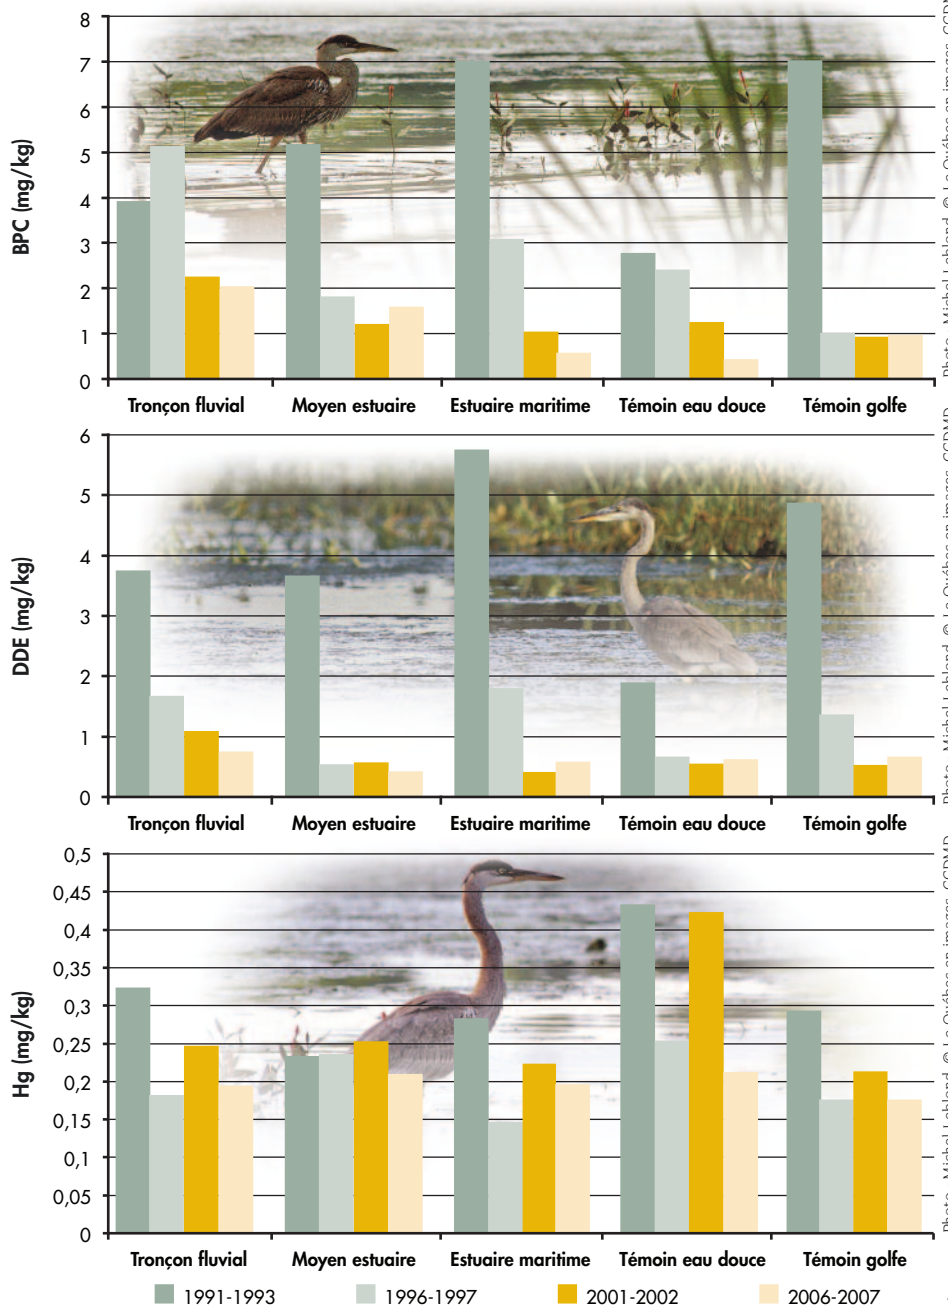 8
7
6
5
4
3
2
1
0
BPC (mg/kg)
Tronçon fluvial
Moyen estuaire
Estuaire maritime
Témoin eau douce
Témoin golfe
6
5
4
3
2
1
0
DDE (mg/kg)
Tronçon fluvial
Moyen estuaire
Estuaire maritime
Témoin eau douce
Témoin golfe
0,5
0,45
0,4
0,35
0,3
0,25
0,2
0,15
0,1
0,05
0
Hg (mg/kg)
Tronçon fluvial
Moyen estuaire
Estuaire maritime
Témoin eau douce
Témoin golfe
1991-1993
1996-1997
2001-2002
2006-2007